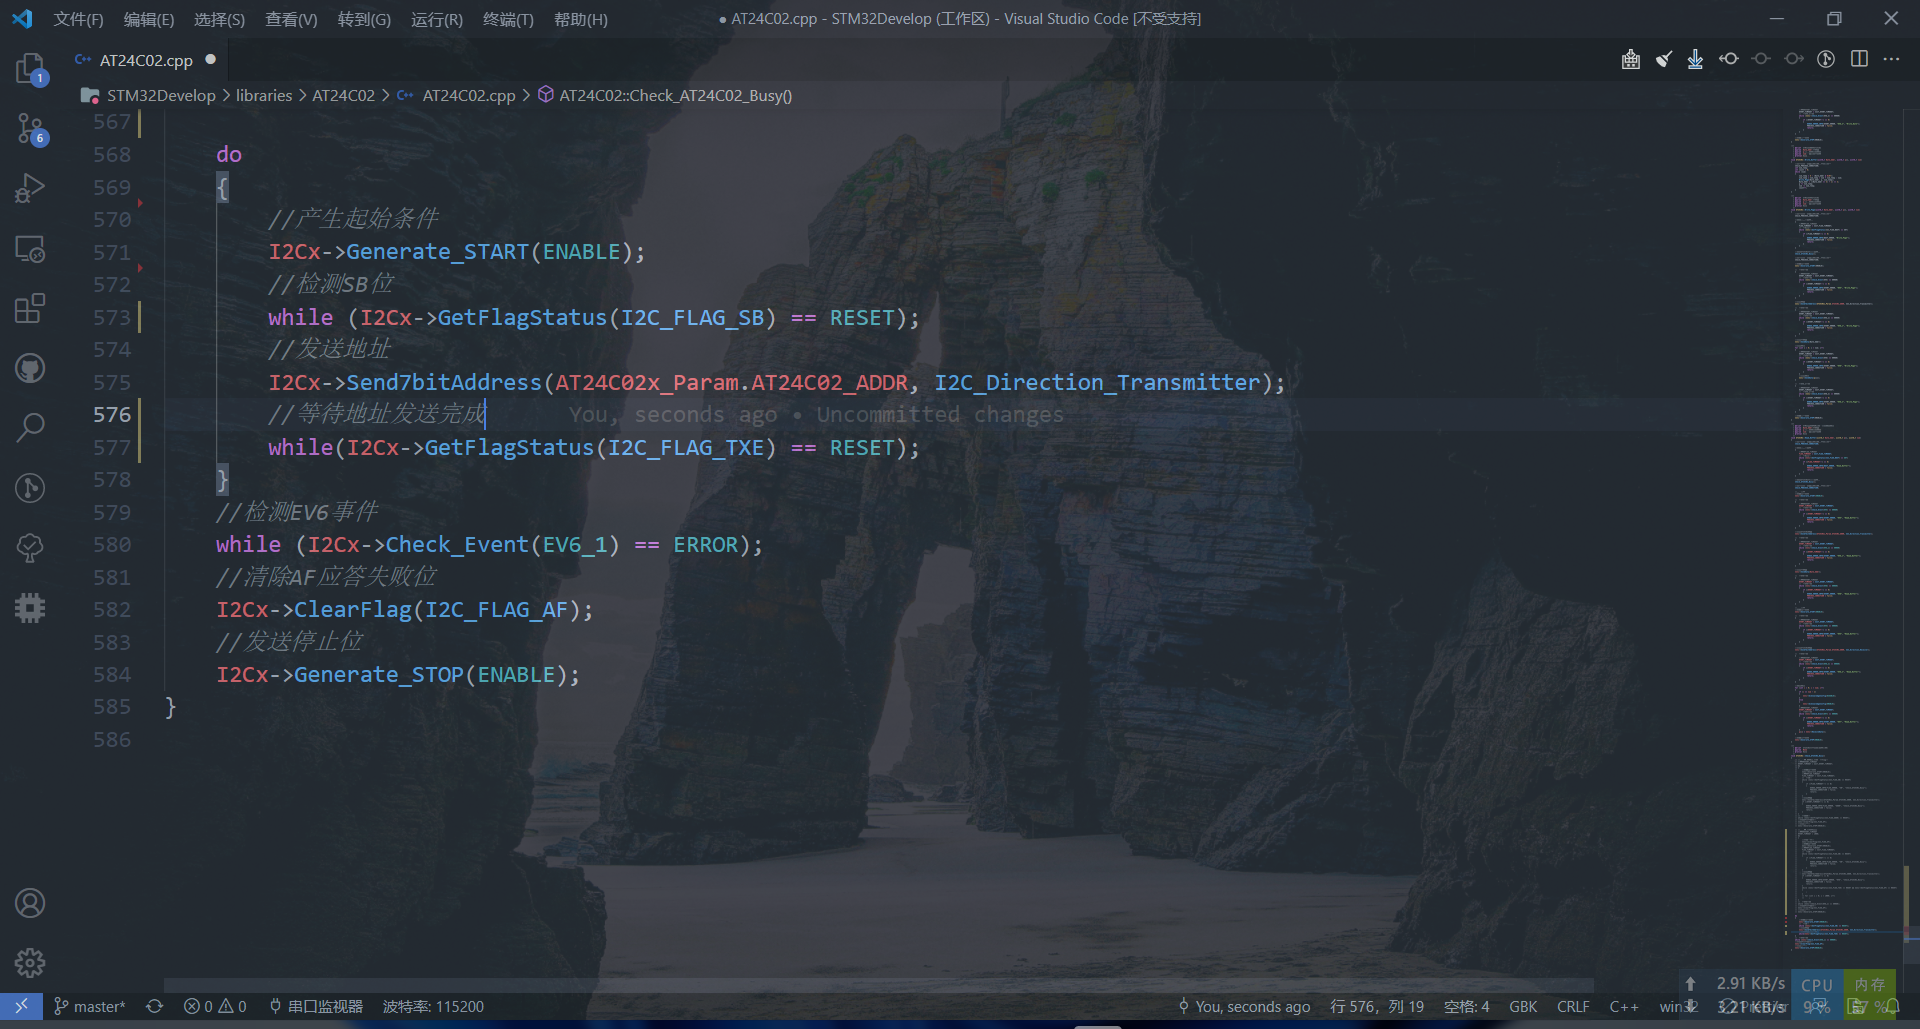 文件(F) 编辑(E) 选择(S) 查看(V) 转到(G) 运行(R) 终端(T) 帮助(H) ● AT24C02.cpp - STM32Develop (工作区) - Visual Studio Code [不受支持]
AT24C02.cpp ●
STM32Develop > libraries > AT24C02 > AT24C02.cpp > AT24C02::Check_AT24C02_Busy()
567
568 do
569 {
570 //产生起始条件
571 I2Cx->Generate_START(ENABLE);
572 //检测SB位
573 while (I2Cx->GetFlagStatus(I2C_FLAG_SB) == RESET);
574 //发送地址
575 I2Cx->Send7bitAddress(AT24C02x_Param.AT24C02_ADDR, I2C_Direction_Transmitter);
576 //等待地址发送完成 You, seconds ago • Uncommitted changes
577 while(I2Cx->GetFlagStatus(I2C_FLAG_TXE) == RESET);
578 }
579 //检测EV6事件
580 while (I2Cx->Check_Event(EV6_1) == ERROR);
581 //清除AF应答失败位
582 I2Cx->ClearFlag(I2C_FLAG_AF);
583 //发送停止位
584 I2Cx->Generate_STOP(ENABLE);
585 }
586
1
6
2.91 KB/s CPU 内存
master* 0 0 串口监视器 波特率: 115200 You, seconds ago 行 576, 列 19 空格: 4 GBK CRLF C++ win32 3.21 KB/s